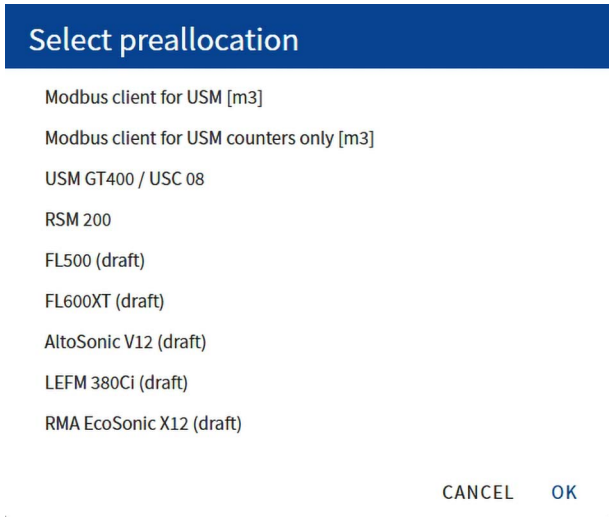 Select preallocation
Modbus client for USM [m3]
Modbus client for USM counters only [m3]
USM GT400 / USC 08
RSM 200
FL500 (draft)
FL600XT (draft)
AltoSonic V12 (draft)
LEFM 380Ci (draft)
RMA EcoSonic X12 (draft)
CANCEL OK